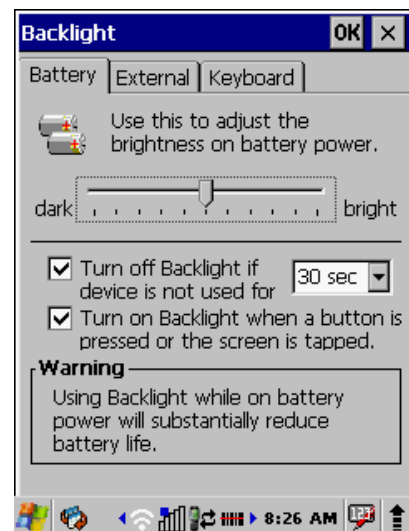 Backlight OK ×
Battery External Keyboard
Use this to adjust the
brightness on battery power.
dark bright
Turn off Backlight if
device is not used for 30 sec
Turn on Backlight when a button is
pressed or the screen is tapped.
Warning
Using Backlight while on battery
power will substantially reduce
battery life.
8:26 AM 123